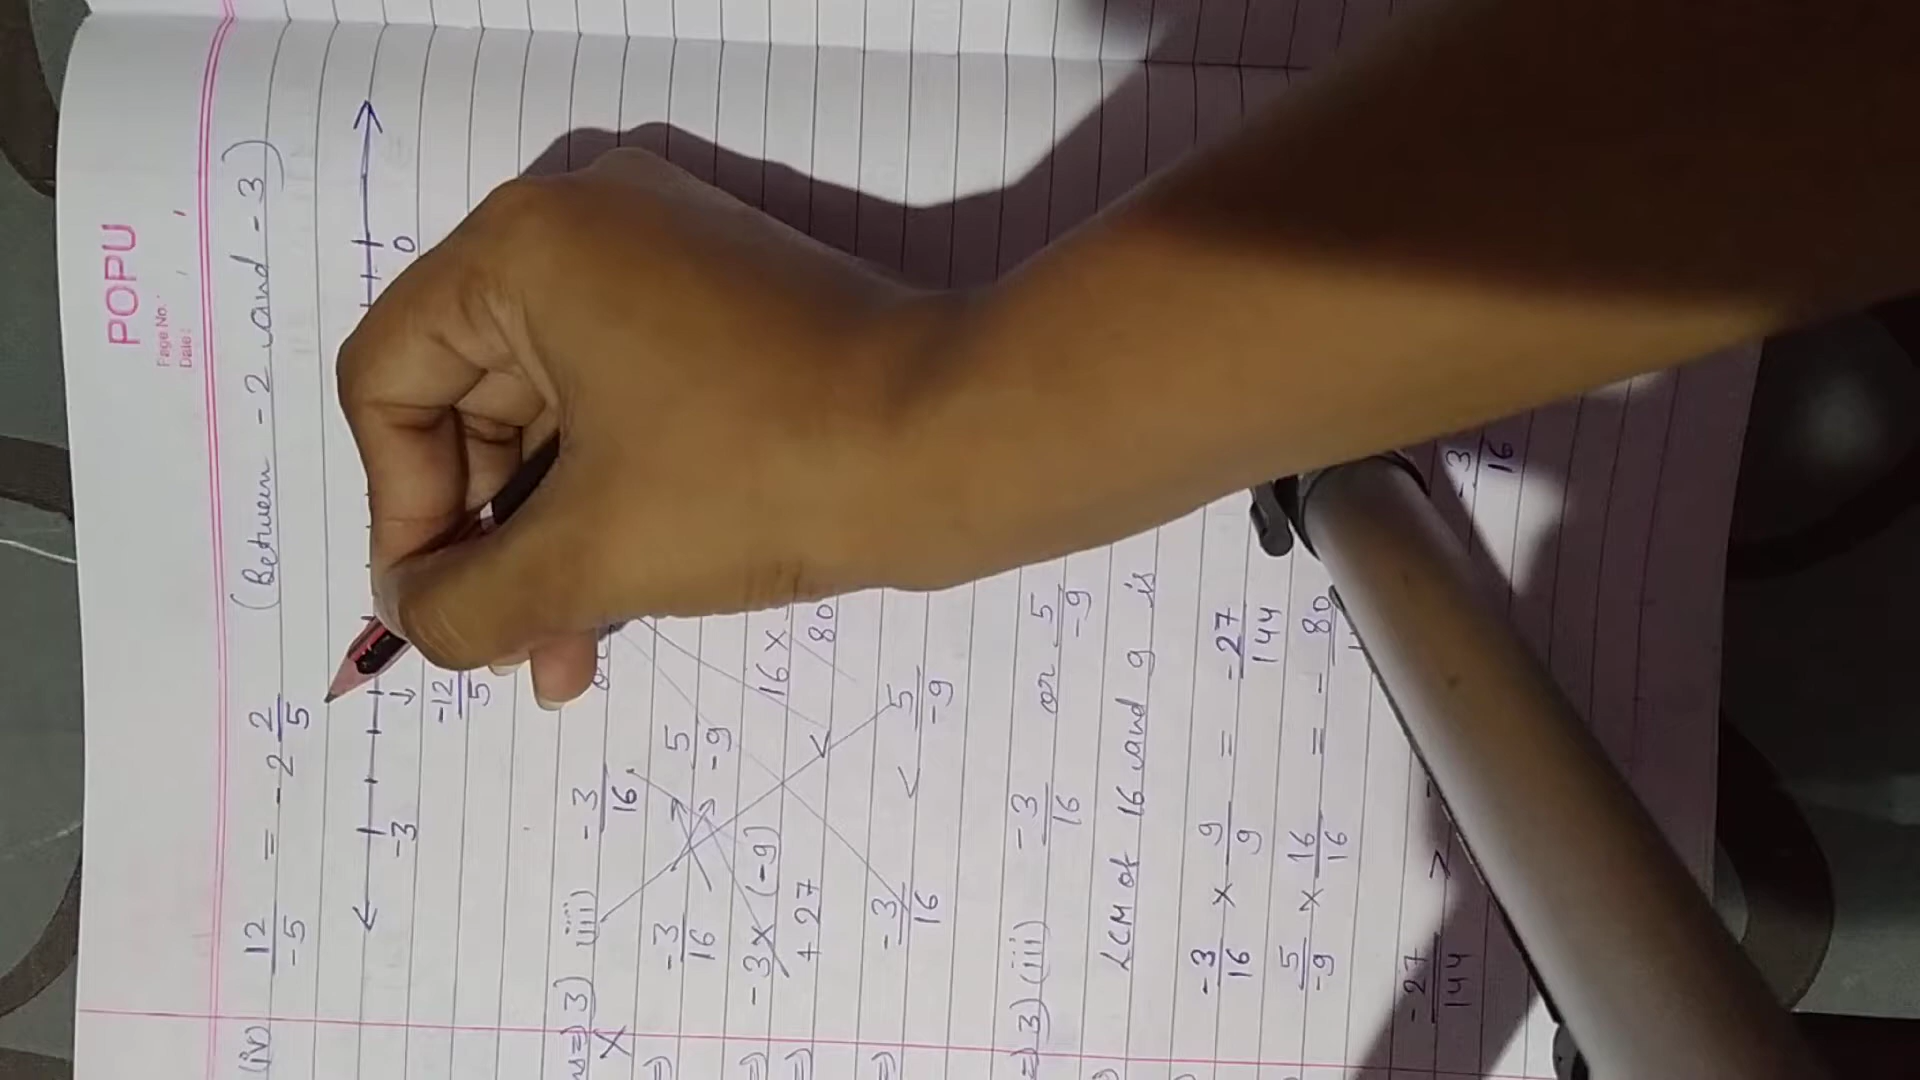 POPU
Page No.:
Date:
(iv) 12/-5 = -2 2/5 (Between -2 and -3)
-3 0
-12/5
3) (iii) -3/16
X
=) -3/16 5/-9
=) -3 x (-9) 16 x
=) +27 80
=) -3/16 < 5/-9
=) 3) (iii) -3/16 or 5/-9
LCM of 16 and 9 is
-3/16 x 9/9 = -27/144
5/-9 x 16/16 = -80
-27/144 > -
-3/16